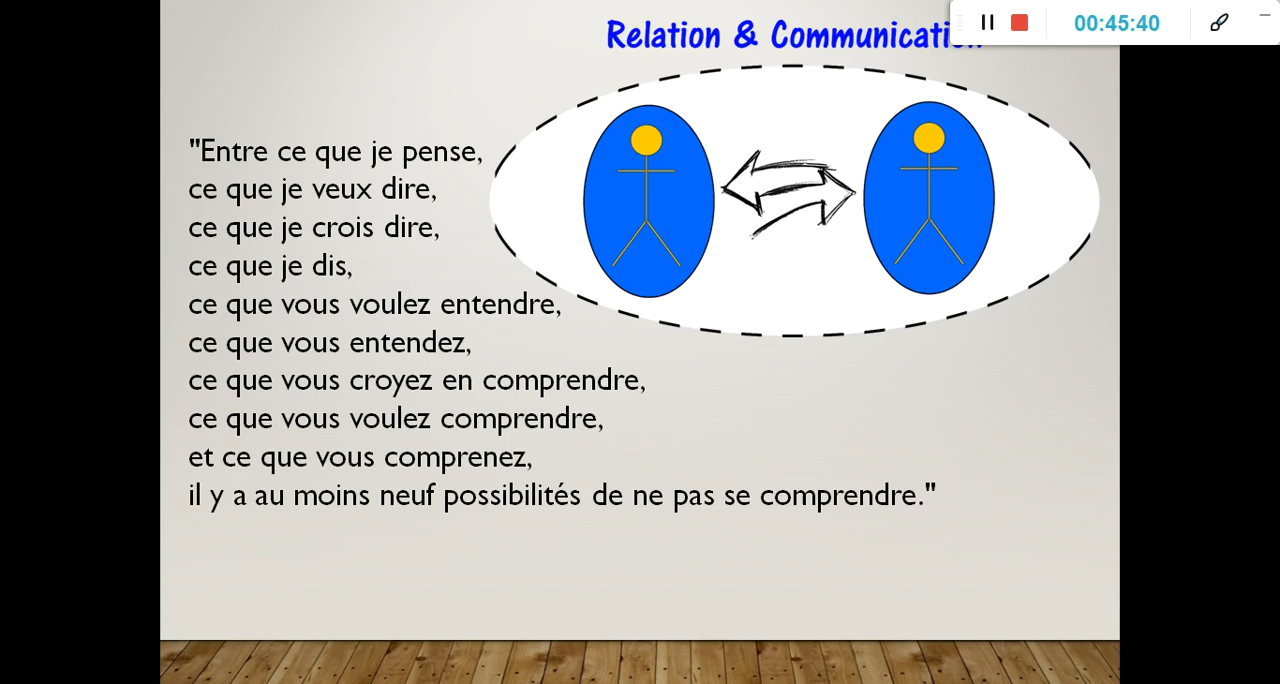 00:45:40
Relation & Communication
"Entre ce que je pense,
ce que je veux dire,
ce que je crois dire,
ce que je dis,
ce que vous voulez entendre,
ce que vous entendez,
ce que vous croyez en comprendre,
ce que vous voulez comprendre,
et ce que vous comprenez,
il y a au moins neuf possibilités de ne pas se comprendre."